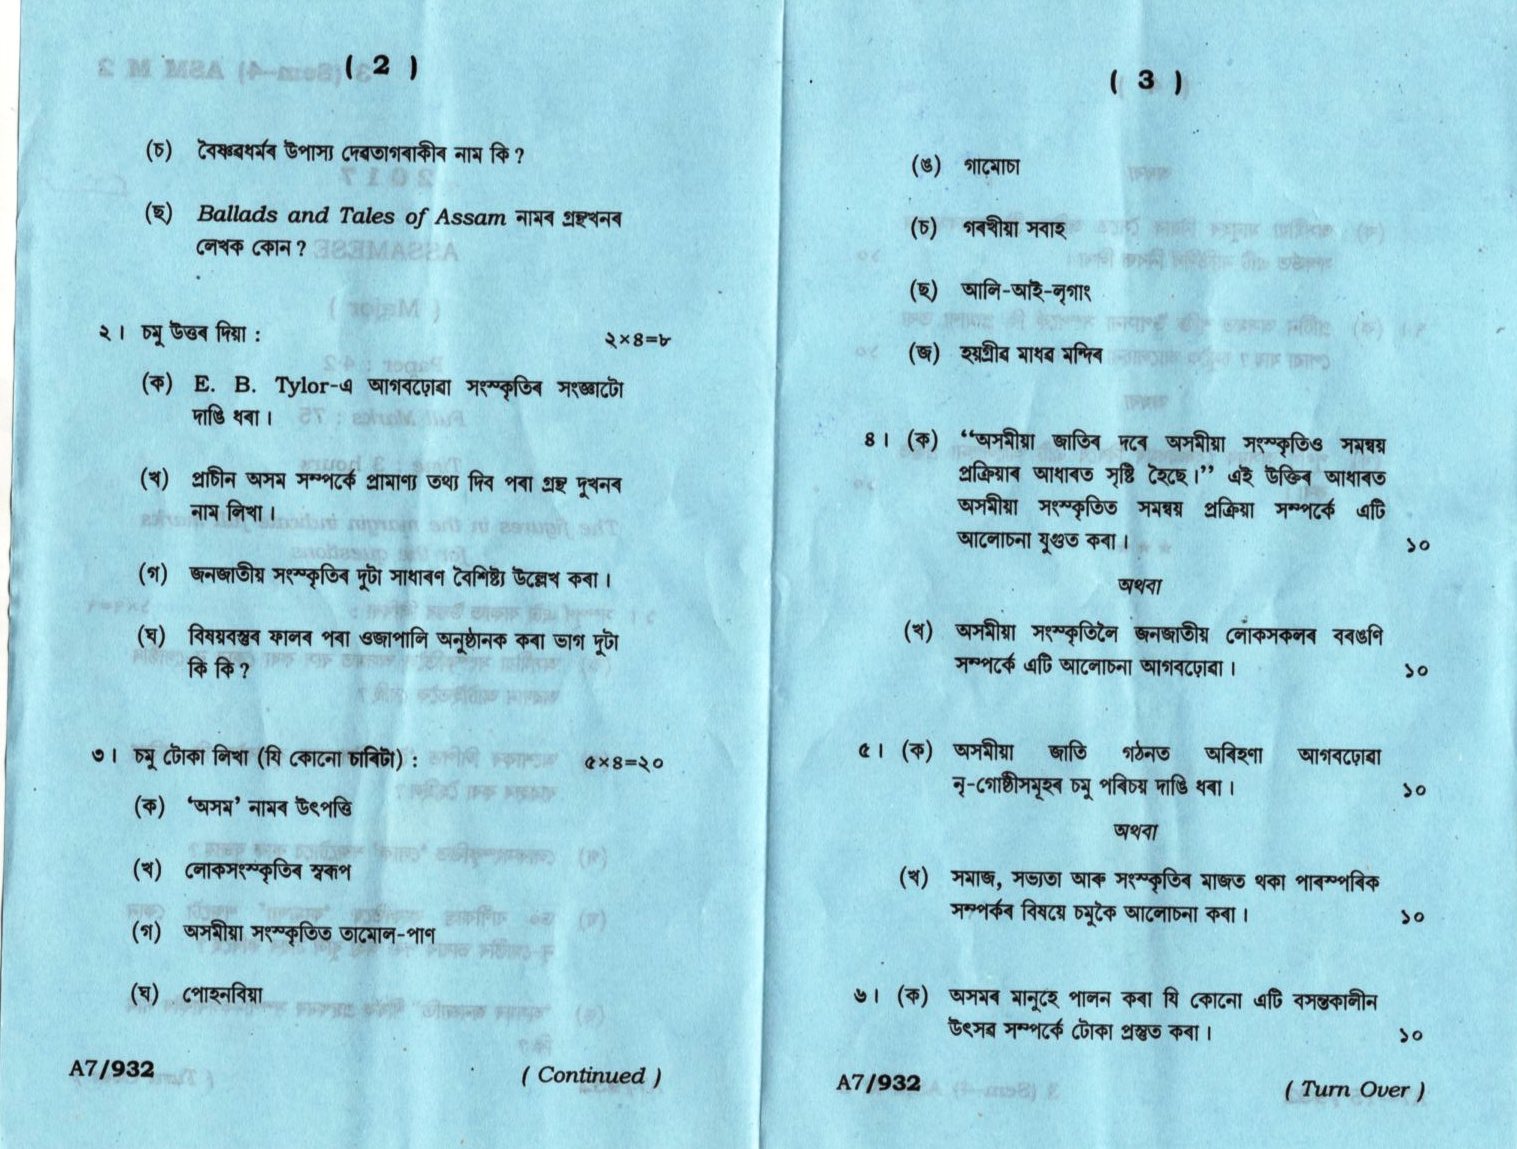 ( 2 )
(চ) বৈষ্ণৱধৰ্মৰ উপাস্য দেৱতাগৰাকীৰ নাম কি ?
(ছ) Ballads and Tales of Assam নামৰ গ্ৰন্থখনৰ
লেখক কোন ?
২। চমু উত্তৰ দিয়া : ২×৪=৮
(ক) E. B. Tylor-এ আগবঢ়োৱা সংস্কৃতিৰ সংজ্ঞাটো
দাঙি ধৰা ।
(খ) প্ৰাচীন অসম সম্পৰ্কে প্ৰামাণ্য তথ্য দিব পৰা গ্ৰন্থ দুখনৰ
নাম লিখা ।
(গ) জনজাতীয় সংস্কৃতিৰ দুটা সাধাৰণ বৈশিষ্ট্য উল্লেখ কৰা ।
(ঘ) বিষয়বস্তুৰ ফালৰ পৰা ওজাপালি অনুষ্ঠানক কৰা ভাগ দুটা
কি কি ?
৩। চমু টোকা লিখা (যি কোনো চাৰিটা) : ৫×৪=২০
(ক) ‘অসম’ নামৰ উৎপত্তি
(খ) লোকসংস্কৃতিৰ স্বৰূপ
(গ) অসমীয়া সংস্কৃতিত তামোল-পাণ
(ঘ) পোহনবিয়া
A7/932 ( Continued )
( 3 )
(ঙ) গামোচা
(চ) গৰখীয়া সবাহ
(ছ) আলি-আই-লৃগাং
(জ) হয়গ্ৰীৱ মাধৱ মন্দিৰ
৪। (ক) “অসমীয়া জাতিৰ দৰে অসমীয়া সংস্কৃতিও সমন্বয়
প্ৰক্ৰিয়াৰ আধাৰত সৃষ্টি হৈছে ।” এই উক্তিৰ আধাৰত
অসমীয়া সংস্কৃতিত সমন্বয় প্ৰক্ৰিয়া সম্পৰ্কে এটি
আলোচনা যুগুত কৰা । ১০
অথবা
(খ) অসমীয়া সংস্কৃতিলৈ জনজাতীয় লোকসকলৰ বৰঙণি
সম্পৰ্কে এটি আলোচনা আগবঢ়োৱা । ১০
৫। (ক) অসমীয়া জাতি গঠনত অৰিহণা আগবঢ়োৱা
নৃ-গোষ্ঠীসমূহৰ চমু পৰিচয় দাঙি ধৰা । ১০
অথবা
(খ) সমাজ, সভ্যতা আৰু সংস্কৃতিৰ মাজত থকা পাৰস্পৰিক
সম্পৰ্কৰ বিষয়ে চমুকৈ আলোচনা কৰা । ১০
৬। (ক) অসমৰ মানুহে পালন কৰা যি কোনো এটি বসন্তকালীন
উৎসৱ সম্পৰ্কে টোকা প্ৰস্তুত কৰা । ১০
A7/932 ( Turn Over )